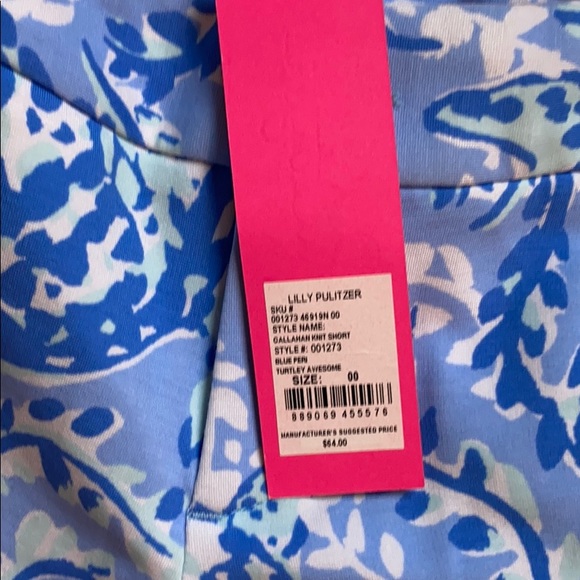 LILLY PULITZER
SKU #
001273 46919N 00
STYLE NAME:
CALLAHAN KNIT SHORT
STYLE #: 001273
BLUE PERI
TURTLEY AWESOME
SIZE: 00
889069 455576
MANUFACTURER'S SUGGESTED PRICE
$64.00